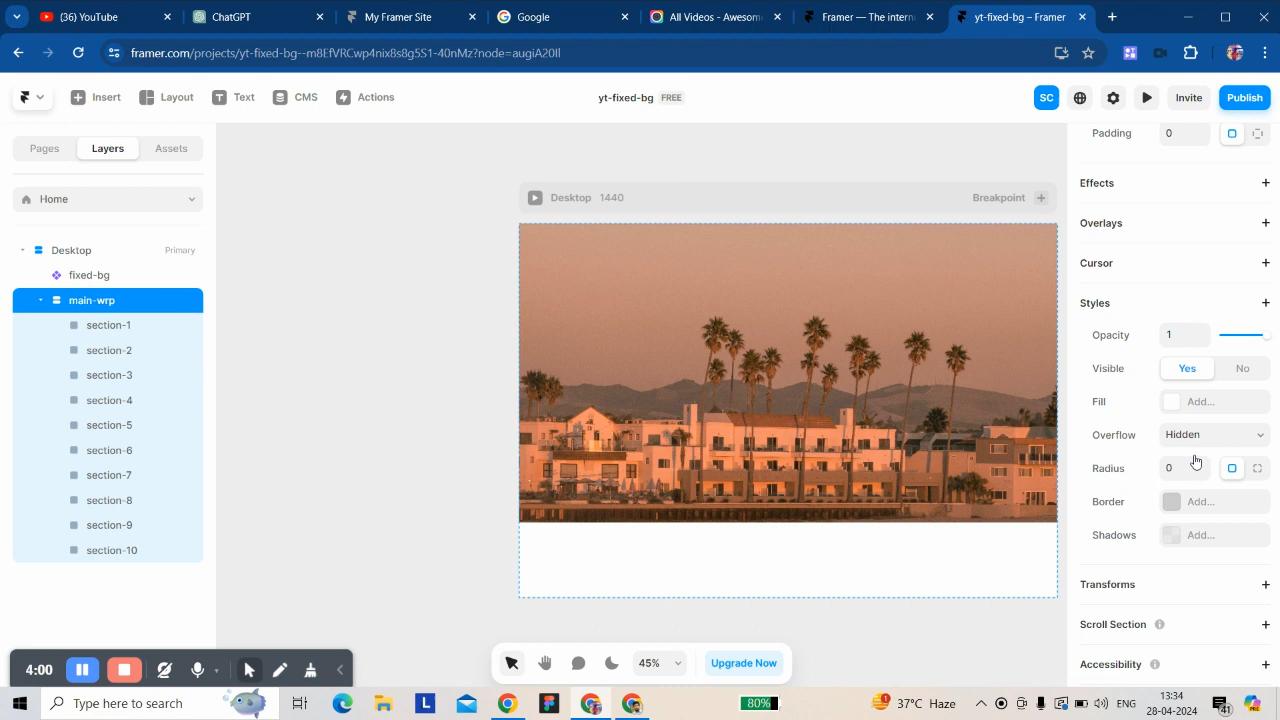 YouTube
ChatGPT
My Framer Site
Google
All Videos - Awesom
Framer — The intern
yt-fixed-bg – Framer
framer.com/projects/yt-fixed-bg--m8EfVRCwp4nix8s8g5S1-40nMz?node=augiA20Il
Insert
Layout
Text
CMS
Actions
yt-fixed-bg FREE
SC
Invite
Publish
Pages
Layers
Assets
Home
Desktop Primary
fixed-bg
main-wrp
section-1
section-2
section-3
section-4
section-5
section-6
section-7
section-8
section-9
section-10
Desktop 1440
Breakpoint
Padding 0
Effects
Overlays
Cursor
Styles
Opacity 1
Visible Yes No
Fill Add...
Overflow Hidden
Radius 0
Border Add...
Shadows Add...
Transforms
Scroll Section
Accessibility
4:00
45%
Upgrade Now
Type here to search
L
80%
1
37°C Haze
ENG
13:31
28-04-2024
41